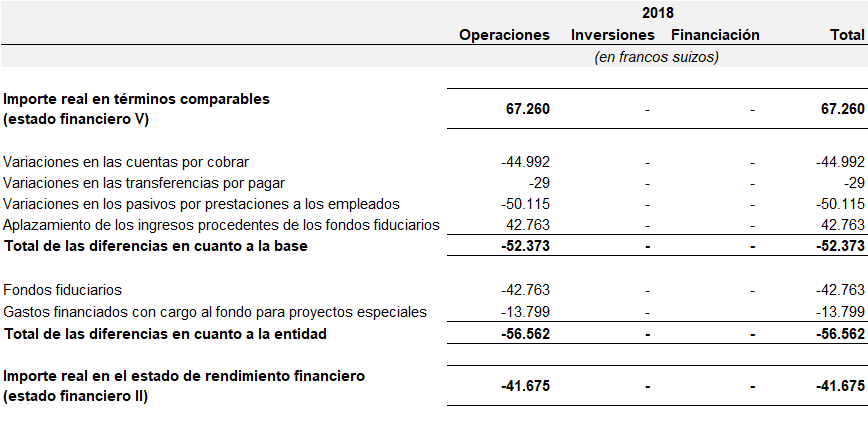 2018
Operaciones Inversiones Financiación Total
(en francos suizos)
Importe real en términos comparables
(estado financiero V) 67.260 - - 67.260
Variaciones en las cuentas por cobrar -44.992 - - -44.992
Variaciones en las transferencias por pagar -29 - - -29
Variaciones en los pasivos por prestaciones a los empleados -50.115 - - -50.115
Aplazamiento de los ingresos procedentes de los fondos fiduciarios 42.763 - - 42.763
Total de las diferencias en cuanto a la base -52.373 - - -52.373
Fondos fiduciarios -42.763 - - -42.763
Gastos financiados con cargo al fondo para proyectos especiales -13.799 - - -13.799
Total de las diferencias en cuanto a la entidad -56.562 - - -56.562
Importe real en el estado de rendimiento financiero
(estado financiero II) -41.675 - - -41.675